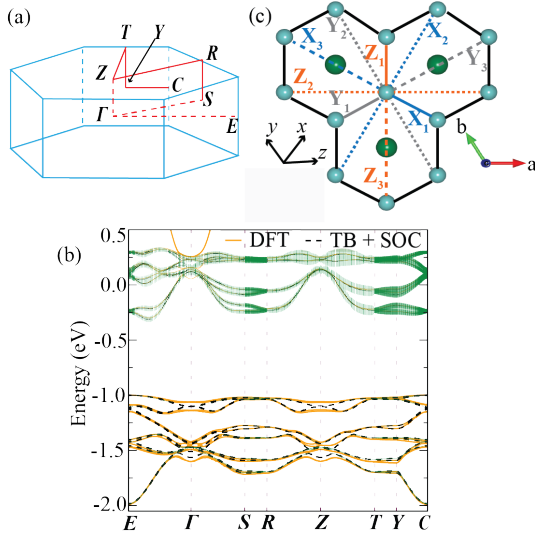 (a)
T
Y
R
Z
C
Γ
S
E
(c)
Y₂
X₃
X₂
Z₁
Y₃
Z₂
Y₁
X₁
Z₃
y
x
z
b
a
(b)
DFT
TB + SOC
Energy (eV)
0.5
0.0
-0.5
-1.0
-1.5
-2.0
E Γ S R Z T Y C